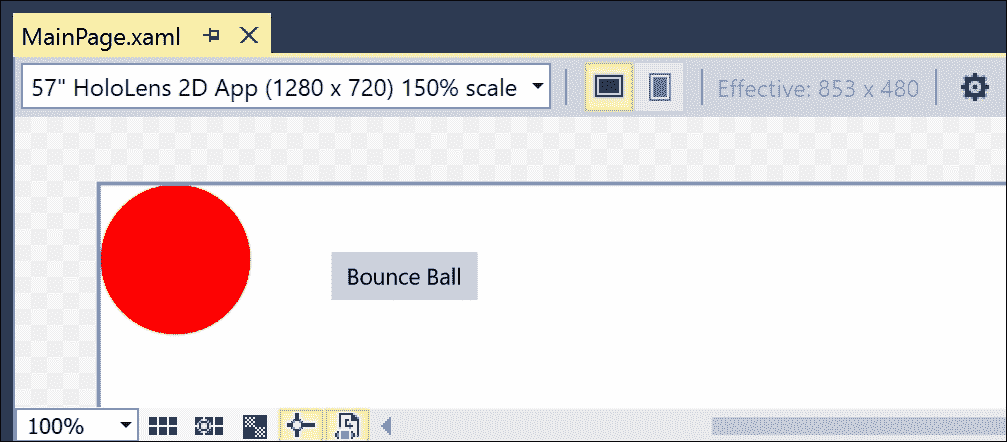 MainPage.xaml
57" HoloLens 2D App (1280 x 720) 150% scale
Effective: 853 x 480
Bounce Ball
100%